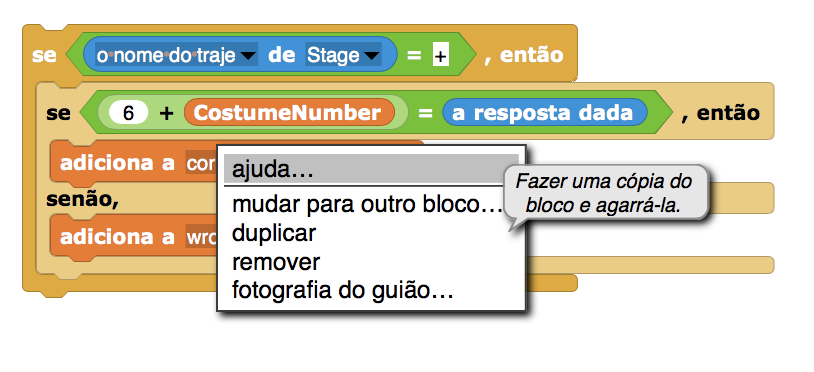 se o nome do traje de Stage = + , então
se 6 + CostumeNumber = a resposta dada , então
adiciona a cor
ajuda...
senão,
mudar para outro bloco...
adiciona a wro
duplicar
remover
fotografia do guião...
Fazer uma cópia do
bloco e agarrá-la.